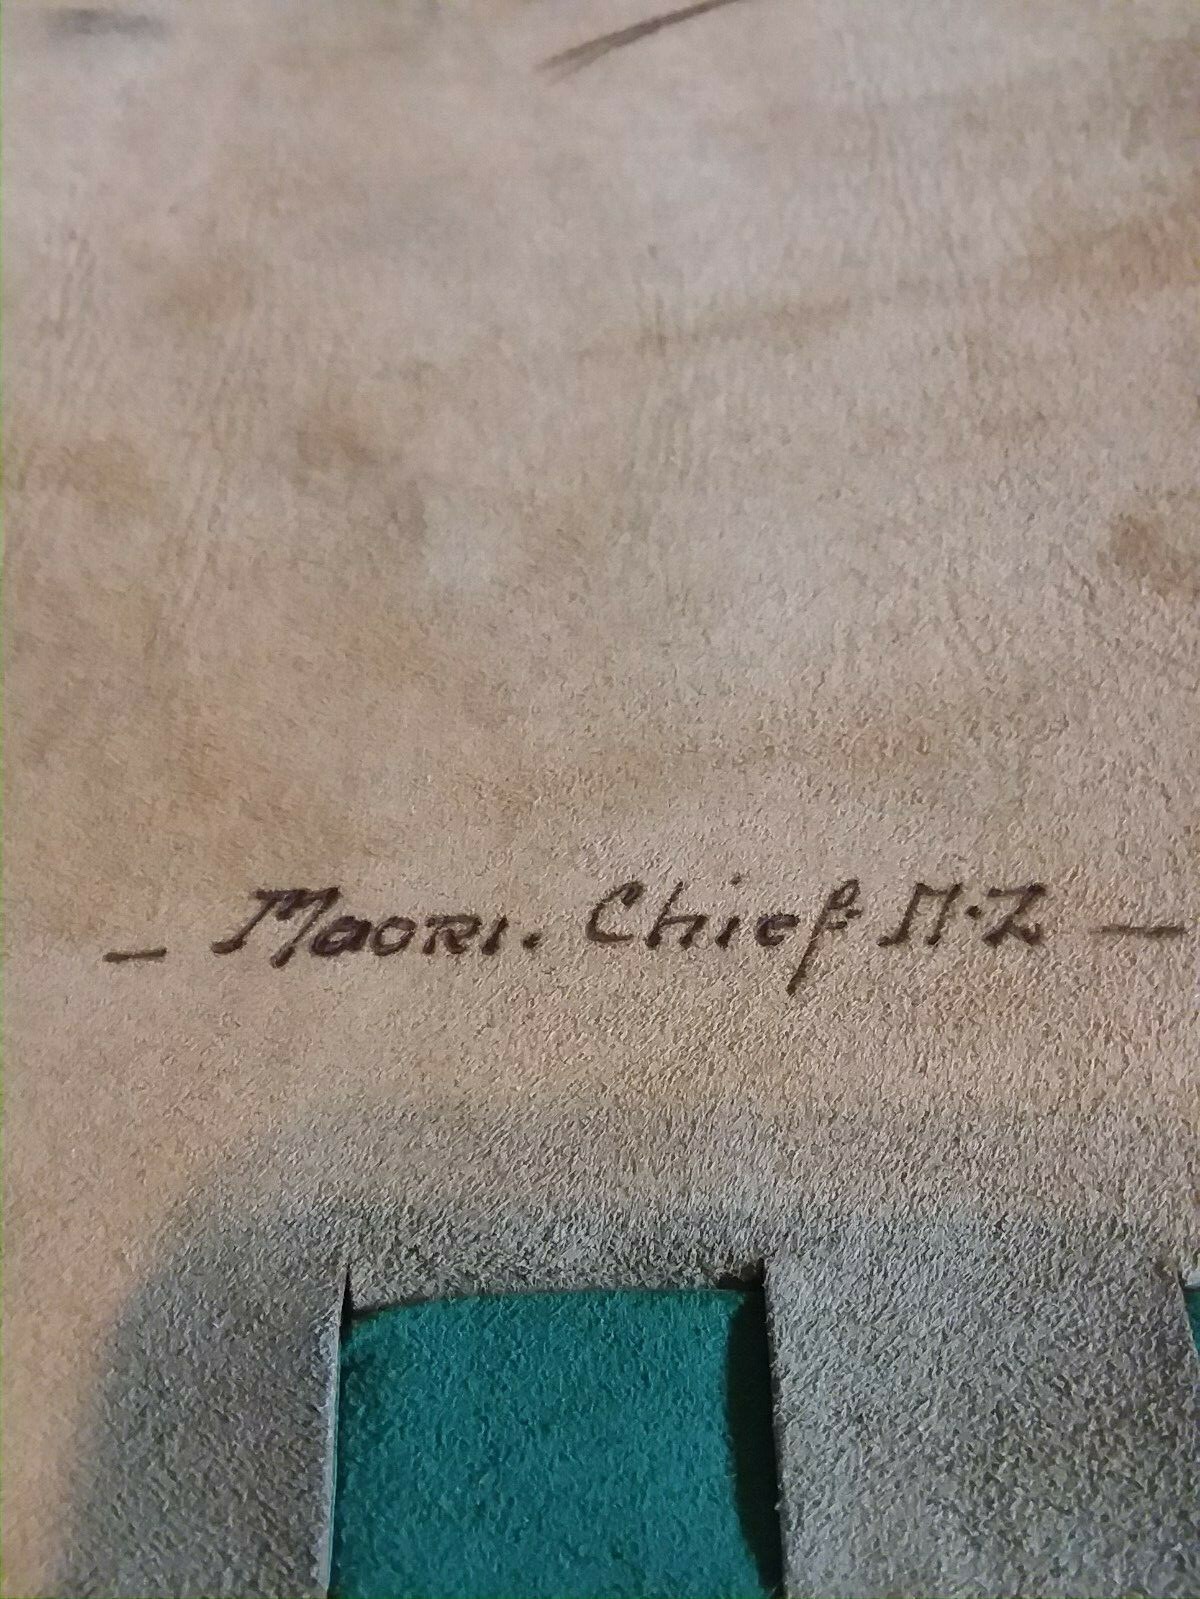 — Maori. Chief N.Z —